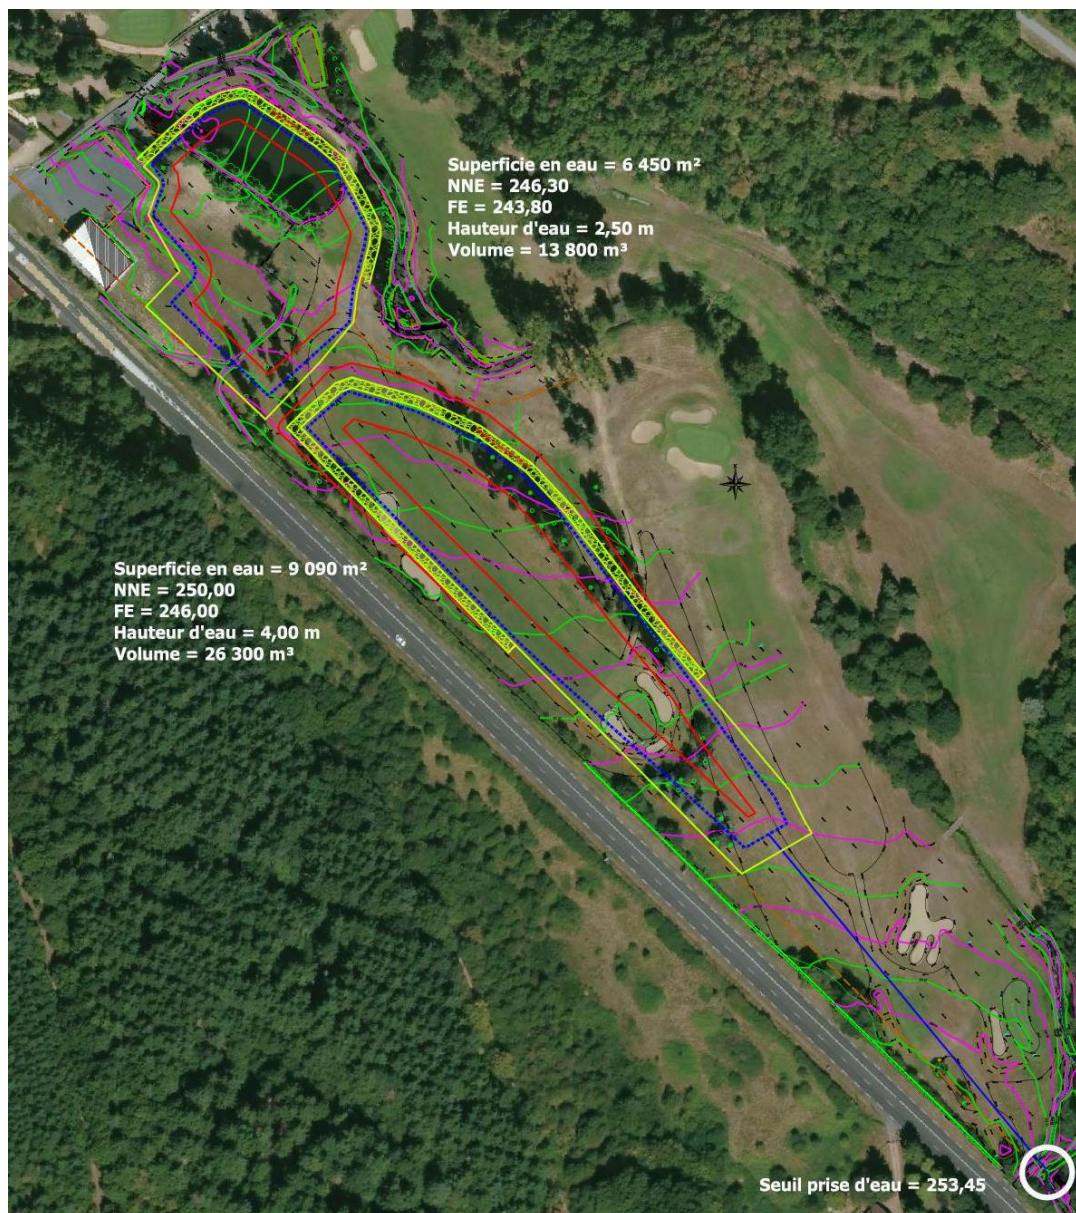 Superficie en eau = 6 450 m²
NNE = 246,30
FE = 243,80
Hauteur d'eau = 2,50 m
Volume = 13 800 m³
Superficie en eau = 9 090 m²
NNE = 250,00
FE = 246,00
Hauteur d'eau = 4,00 m
Volume = 26 300 m³
Seuil prise d'eau = 253,45